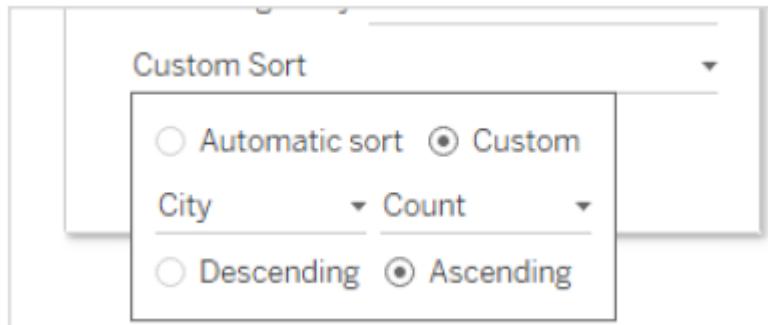 Custom Sort
Automatic sort Custom
City Count
Descending Ascending